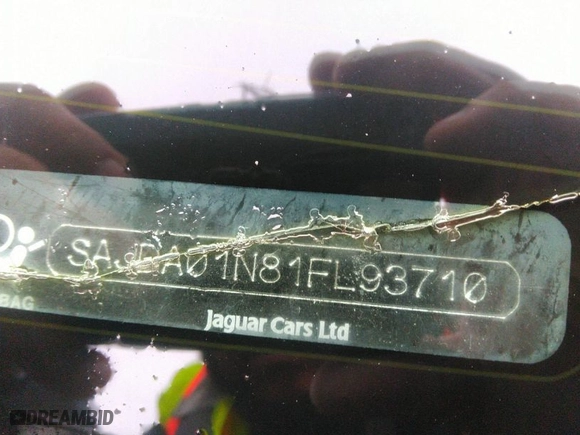 SAJDA01N81FL93710
BAG
Jaguar Cars Ltd
DREAMBID